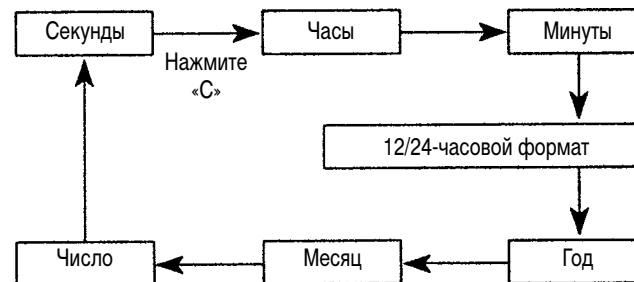 Секунды
Часы
Минуты
Нажмите
«С»
12/24-часовой формат
Число
Месяц
Год